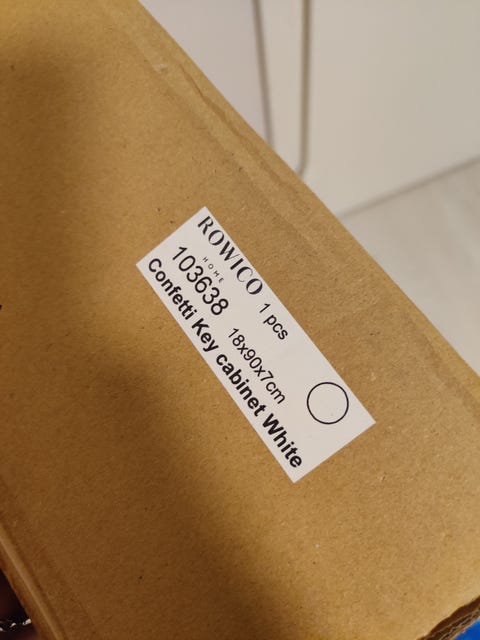 ROWICO
HOME
1 pcs
103638
18x90x7cm
Confetti Key cabinet White